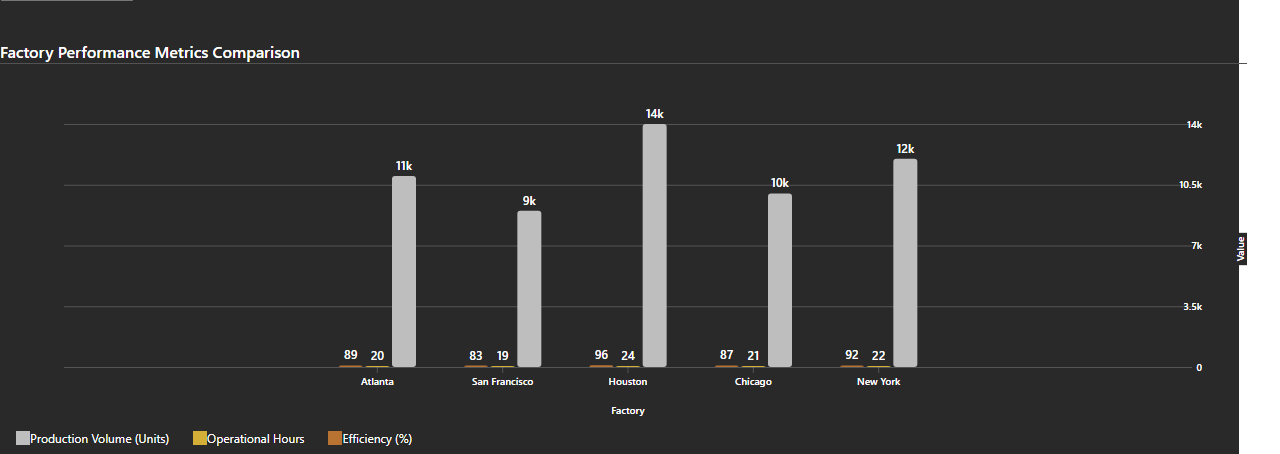 Factory Performance Metrics Comparison
14k
12k
11k
10k
9k
14k
10.5k
7k
3.5k
0
Value
89 20 83 19 96 24 87 21 92 22
Atlanta San Francisco Houston Chicago New York
Factory
Production Volume (Units) Operational Hours Efficiency (%)